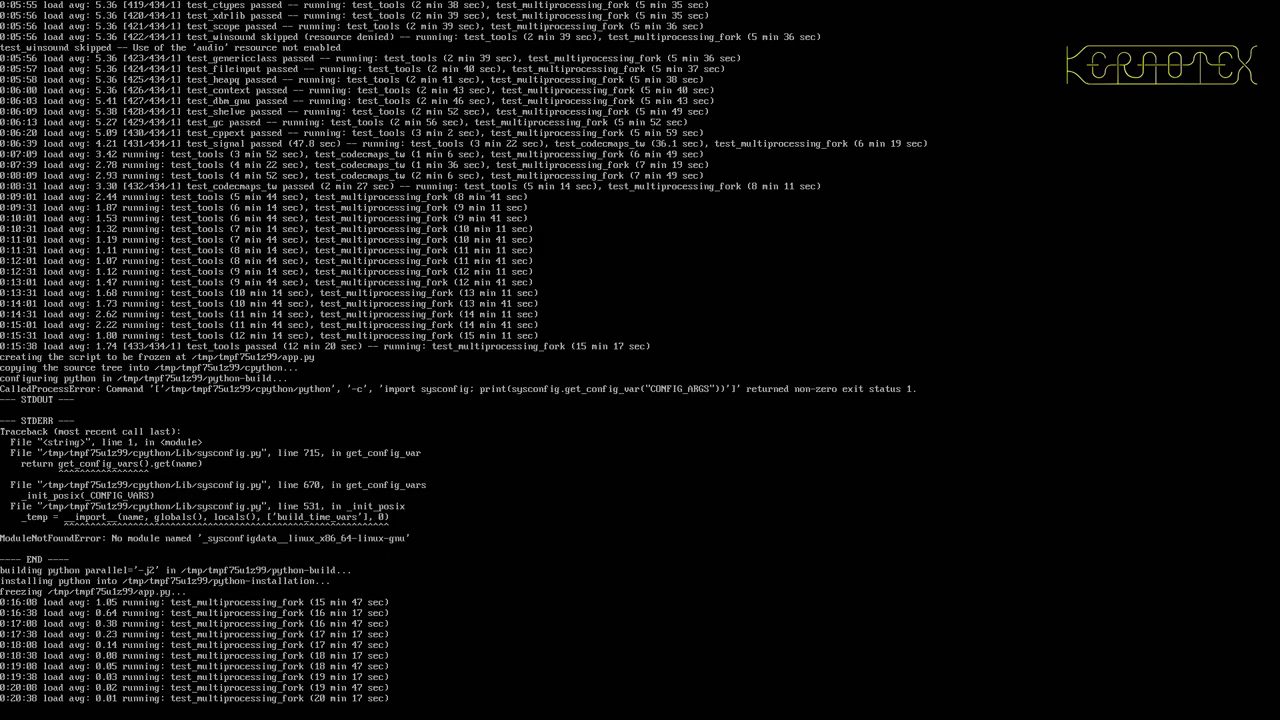 0:05:55 load avg: 5.36 [419/434/1] test_ctypes passed -- running: test_tools (2 min 38 sec), test_multiprocessing_fork (5 min 35 sec)
0:05:56 load avg: 5.36 [420/434/1] test_xdrlib passed -- running: test_tools (2 min 39 sec), test_multiprocessing_fork (5 min 35 sec)
0:05:56 load avg: 5.36 [421/434/1] test_scope passed -- running: test_tools (2 min 39 sec), test_multiprocessing_fork (5 min 36 sec)
0:05:56 load avg: 5.36 [422/434/1] test_winsound skipped (resource denied) -- running: test_tools (2 min 39 sec), test_multiprocessing_fork (5 min 36 sec)
test_winsound skipped -- Use of the 'audio' resource not enabled
0:05:56 load avg: 5.36 [423/434/1] test_genericclass passed -- running: test_tools (2 min 39 sec), test_multiprocessing_fork (5 min 36 sec)
0:05:57 load avg: 5.36 [424/434/1] test_fileinput passed -- running: test_tools (2 min 40 sec), test_multiprocessing_fork (5 min 37 sec)
0:05:58 load avg: 5.36 [425/434/1] test_heapq passed -- running: test_tools (2 min 41 sec), test_multiprocessing_fork (5 min 38 sec)
0:06:00 load avg: 5.36 [426/434/1] test_context passed -- running: test_tools (2 min 43 sec), test_multiprocessing_fork (5 min 40 sec)
0:06:03 load avg: 5.41 [427/434/1] test_dbm_gnu passed -- running: test_tools (2 min 46 sec), test_multiprocessing_fork (5 min 43 sec)
0:06:09 load avg: 5.38 [428/434/1] test_shelve passed -- running: test_tools (2 min 52 sec), test_multiprocessing_fork (5 min 49 sec)
0:06:13 load avg: 5.27 [429/434/1] test_gc passed -- running: test_tools (2 min 56 sec), test_multiprocessing_fork (5 min 52 sec)
0:06:20 load avg: 5.09 [430/434/1] test_cppext passed -- running: test_tools (3 min 2 sec), test_multiprocessing_fork (5 min 59 sec)
0:06:39 load avg: 4.21 [431/434/1] test_signal passed (47.8 sec) -- running: test_tools (3 min 22 sec), test_codecmaps_tw (36.1 sec), test_multiprocessing_fork (6 min 19 sec)
0:07:09 load avg: 3.42 running: test_tools (3 min 52 sec), test_codecmaps_tw (1 min 6 sec), test_multiprocessing_fork (6 min 49 sec)
0:07:39 load avg: 2.78 running: test_tools (4 min 22 sec), test_codecmaps_tw (1 min 36 sec), test_multiprocessing_fork (7 min 19 sec)
0:08:09 load avg: 2.93 running: test_tools (4 min 52 sec), test_codecmaps_tw (2 min 6 sec), test_multiprocessing_fork (7 min 49 sec)
0:08:31 load avg: 3.30 [432/434/1] test_codecmaps_tw passed (2 min 27 sec) -- running: test_tools (5 min 14 sec), test_multiprocessing_fork (8 min 11 sec)
0:09:01 load avg: 2.44 running: test_tools (5 min 44 sec), test_multiprocessing_fork (8 min 41 sec)
0:09:31 load avg: 1.87 running: test_tools (6 min 14 sec), test_multiprocessing_fork (9 min 11 sec)
0:10:01 load avg: 1.53 running: test_tools (6 min 44 sec), test_multiprocessing_fork (9 min 41 sec)
0:10:31 load avg: 1.32 running: test_tools (7 min 14 sec), test_multiprocessing_fork (10 min 11 sec)
0:11:01 load avg: 1.19 running: test_tools (7 min 44 sec), test_multiprocessing_fork (10 min 41 sec)
0:11:31 load avg: 1.11 running: test_tools (8 min 14 sec), test_multiprocessing_fork (11 min 11 sec)
0:12:01 load avg: 1.07 running: test_tools (8 min 44 sec), test_multiprocessing_fork (11 min 41 sec)
0:12:31 load avg: 1.12 running: test_tools (9 min 14 sec), test_multiprocessing_fork (12 min 11 sec)
0:13:01 load avg: 1.47 running: test_tools (9 min 44 sec), test_multiprocessing_fork (12 min 41 sec)
0:13:31 load avg: 1.68 running: test_tools (10 min 14 sec), test_multiprocessing_fork (13 min 11 sec)
0:14:01 load avg: 1.73 running: test_tools (10 min 44 sec), test_multiprocessing_fork (13 min 41 sec)
0:14:31 load avg: 2.62 running: test_tools (11 min 14 sec), test_multiprocessing_fork (14 min 11 sec)
0:15:01 load avg: 2.22 running: test_tools (11 min 44 sec), test_multiprocessing_fork (14 min 41 sec)
0:15:31 load avg: 1.80 running: test_tools (12 min 14 sec), test_multiprocessing_fork (15 min 11 sec)
0:15:38 load avg: 1.74 [433/434/1] test_tools passed (12 min 20 sec) -- running: test_multiprocessing_fork (15 min 17 sec)
creating the script to be frozen at /tmp/tmpf75u1z99/app.py
copying the source tree into /tmp/tmpf75u1z99/cpython...
configuring python in /tmp/tmpf75u1z99/python-build...
CalledProcessError: Command '['/tmp/tmpf75u1z99/cpython/python', '-c', 'import sysconfig; print(sysconfig.get_config_var("CONFIG_ARGS"))']' returned non-zero exit status 1.
--- STDOUT ---
--- STDERR ---
Traceback (most recent call last):
  File "<string>", line 1, in <module>
  File "/tmp/tmpf75u1z99/cpython/Lib/sysconfig.py", line 715, in get_config_var
    return get_config_vars().get(name)
           ^^^^^^^^^^^^^^^^^
  File "/tmp/tmpf75u1z99/cpython/Lib/sysconfig.py", line 670, in get_config_vars
    _init_posix(_CONFIG_VARS)
  File "/tmp/tmpf75u1z99/cpython/Lib/sysconfig.py", line 531, in _init_posix
    _temp = __import__(name, globals(), locals(), ['build_time_vars'], 0)
            ^^^^^^^^^^^^^^^^^^^^^^^^^^^^^^^^^^^^^^^^^^^^^^^^^^^^^^^^^^^^^
ModuleNotFoundError: No module named '_sysconfigdata__linux_x86_64-linux-gnu'
---- END ----
building python parallel='-j2' in /tmp/tmpf75u1z99/python-build...
installing python into /tmp/tmpf75u1z99/python-installation...
freezing /tmp/tmpf75u1z99/app.py...
0:16:08 load avg: 1.05 running: test_multiprocessing_fork (15 min 47 sec)
0:16:38 load avg: 0.64 running: test_multiprocessing_fork (16 min 17 sec)
0:17:08 load avg: 0.38 running: test_multiprocessing_fork (16 min 47 sec)
0:17:38 load avg: 0.23 running: test_multiprocessing_fork (17 min 17 sec)
0:18:08 load avg: 0.14 running: test_multiprocessing_fork (17 min 47 sec)
0:18:38 load avg: 0.08 running: test_multiprocessing_fork (18 min 17 sec)
0:19:08 load avg: 0.05 running: test_multiprocessing_fork (18 min 47 sec)
0:19:38 load avg: 0.03 running: test_multiprocessing_fork (19 min 17 sec)
0:20:08 load avg: 0.02 running: test_multiprocessing_fork (19 min 47 sec)
0:20:38 load avg: 0.01 running: test_multiprocessing_fork (20 min 17 sec)